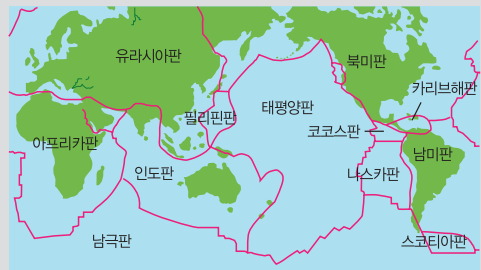 유라시아판
북미판
카리브해판
태평양판
필리핀판
코코스판
아프리카판
남미판
인도판
나스카판
남극판
스코티아판